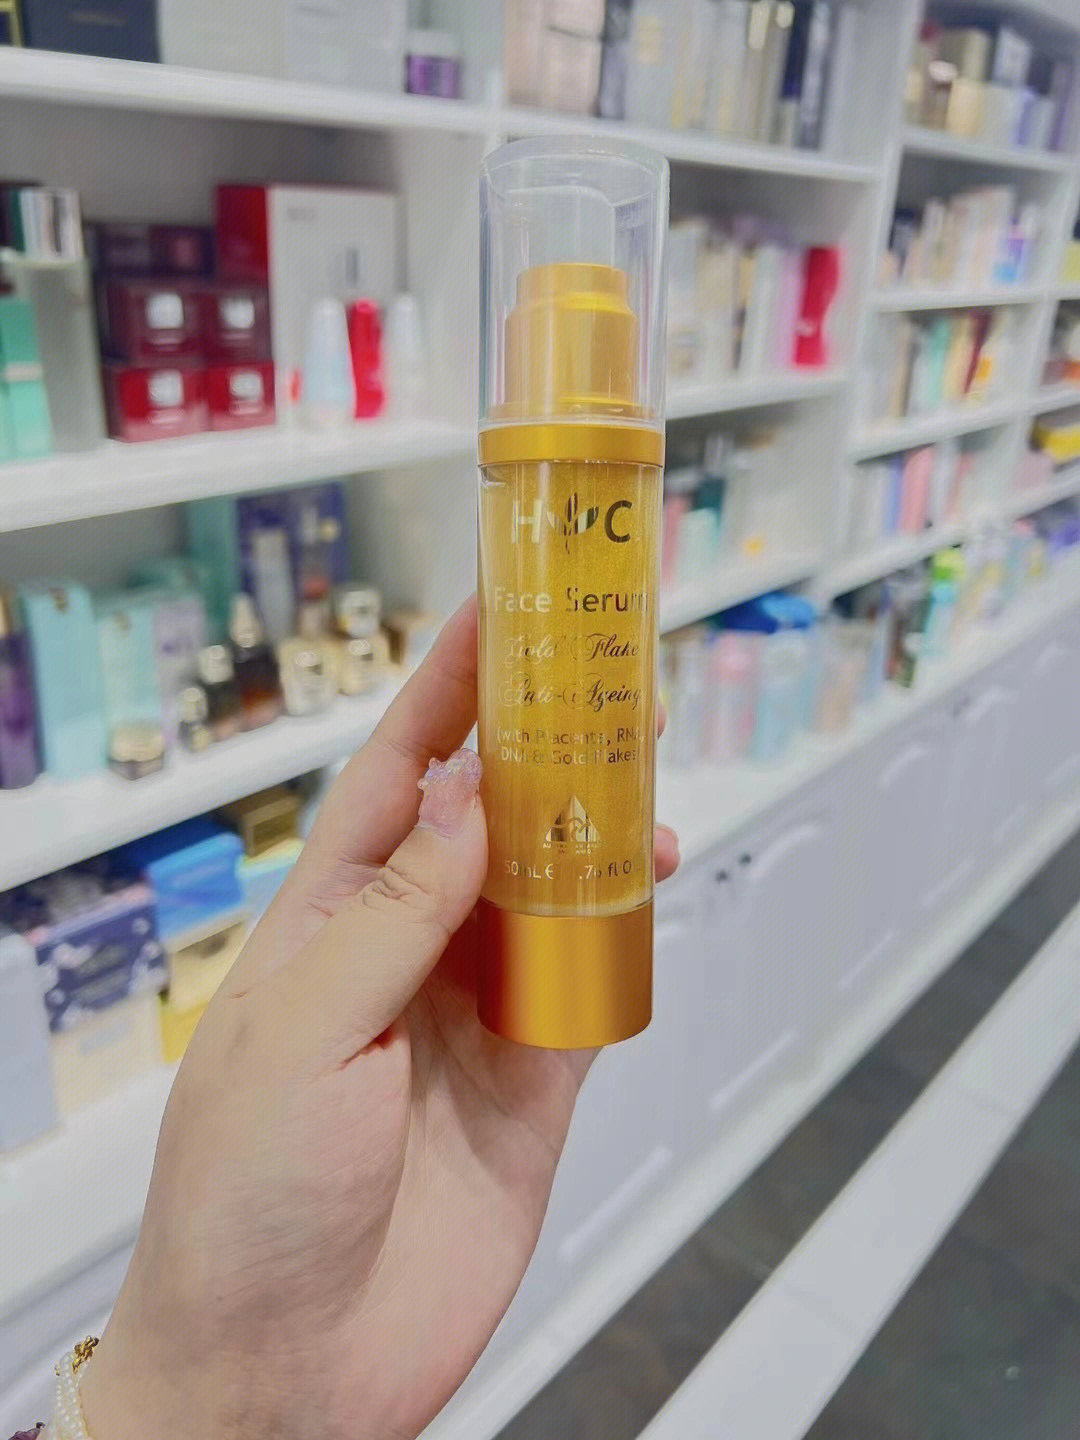 H C
Face Serum
Gold Flake
Anti-Ageing
(with Placenta, RNA,
DNA & Gold Flakes)
50mL